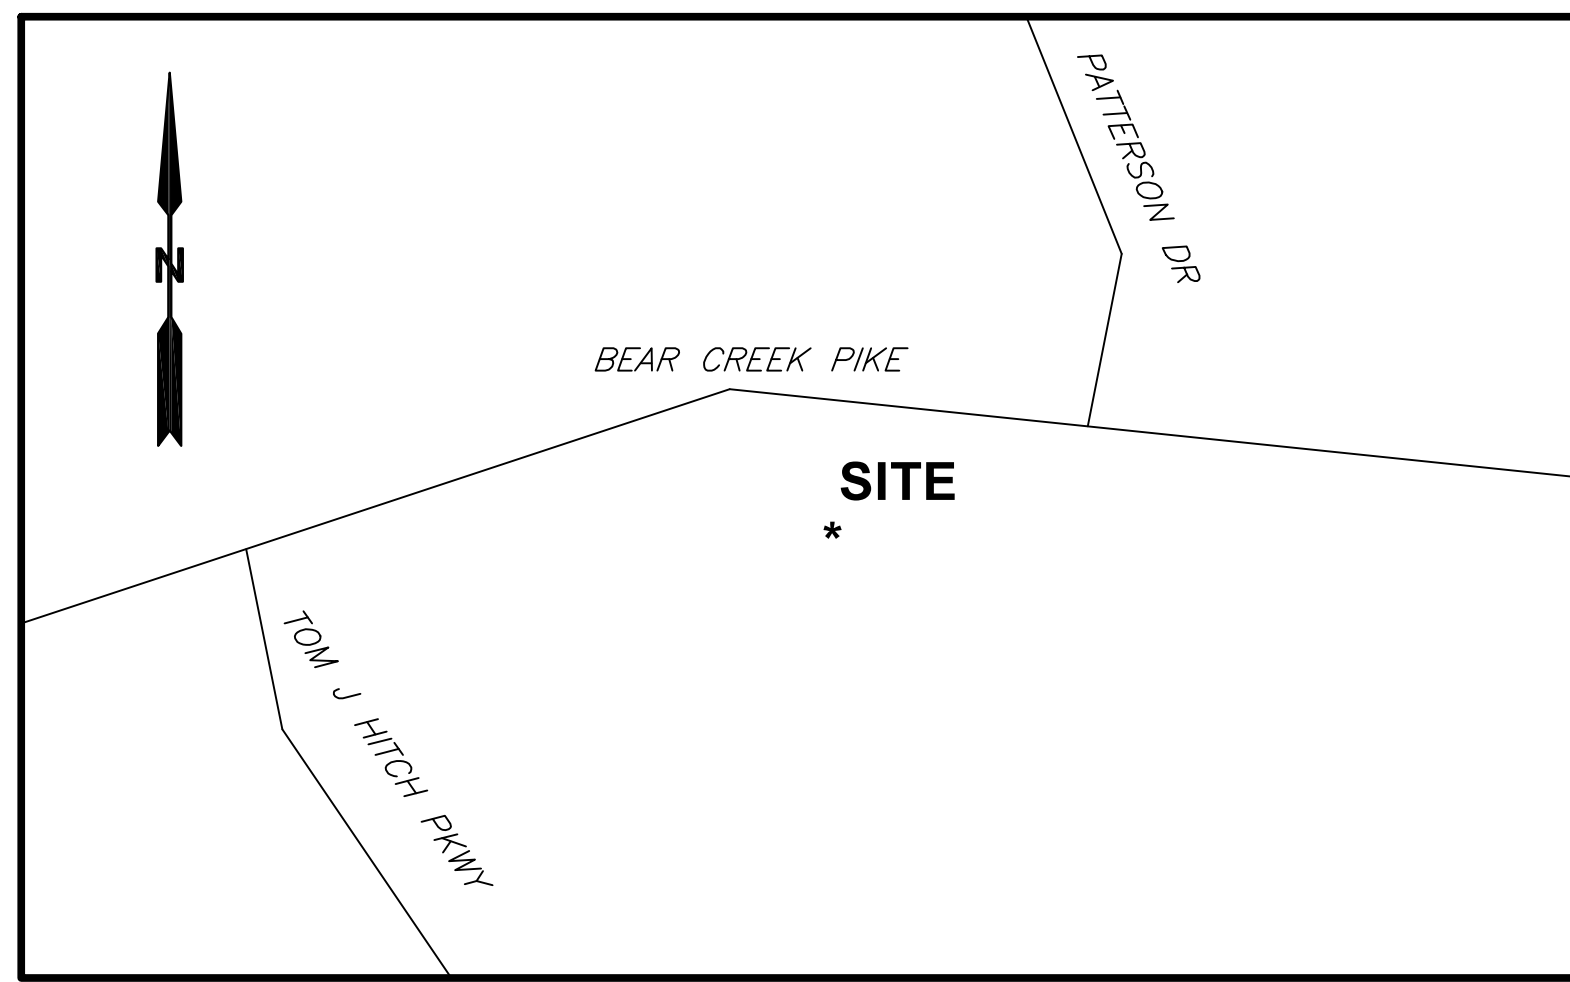 PATTERSON DR
N
BEAR CREEK PIKE
SITE
*
TOM J HITCH PKWY